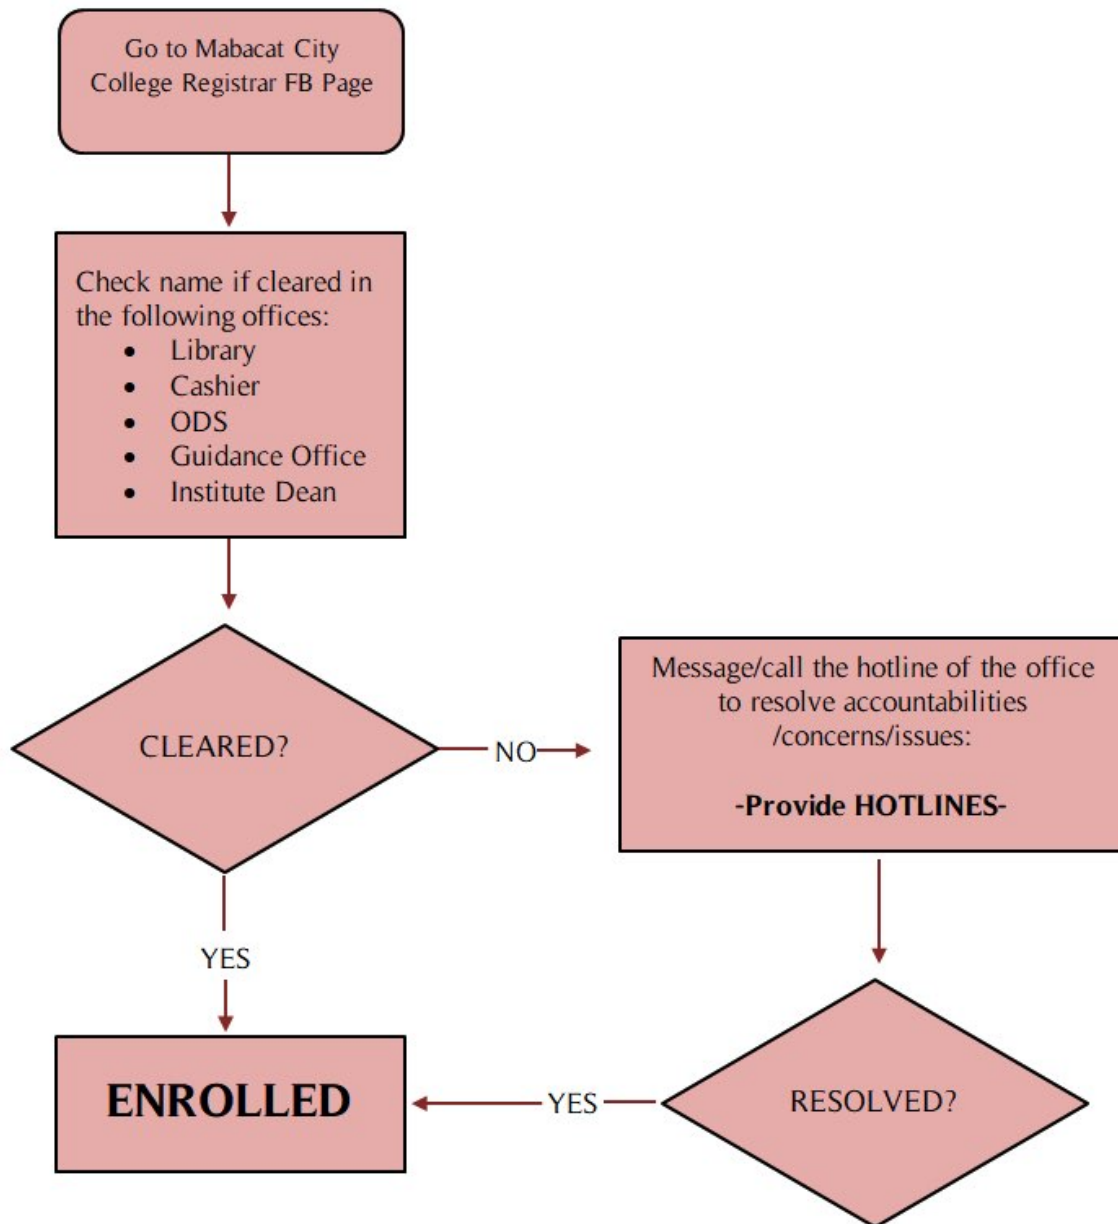 Go to Mabacat City
College Registrar FB Page
Check name if cleared in
the following offices:
• Library
• Cashier
• ODS
• Guidance Office
• Institute Dean
CLEARED?
NO
Message/call the hotline of the office
to resolve accountabilities
/concerns/issues:
-Provide HOTLINES-
YES
ENROLLED
YES
RESOLVED?